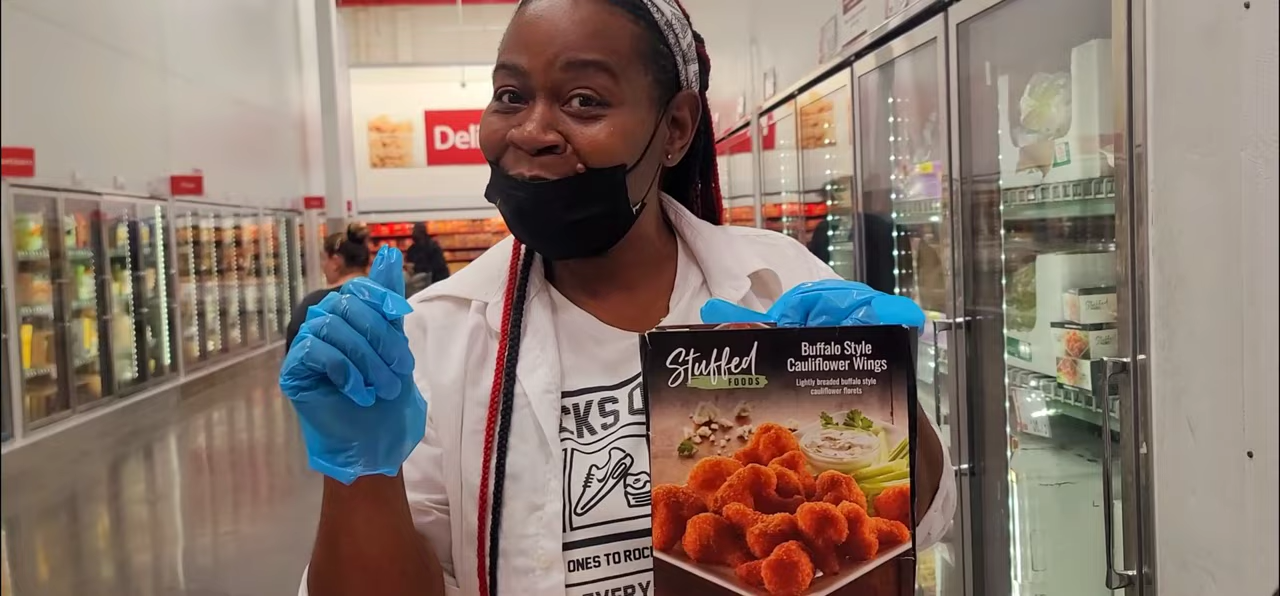 Deli
Stuffed
FOODS
Buffalo Style
Cauliflower Wings
Lightly breaded buffalo style
cauliflower florets
CKS
ONES TO ROC
EVERY